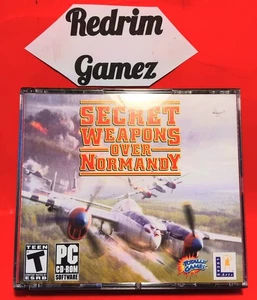 Redrim
Gamez
SECRET
WEAPONS
OVER
NORMANDY
TEEN
T
ESRB
PC
CD-ROM
SOFTWARE